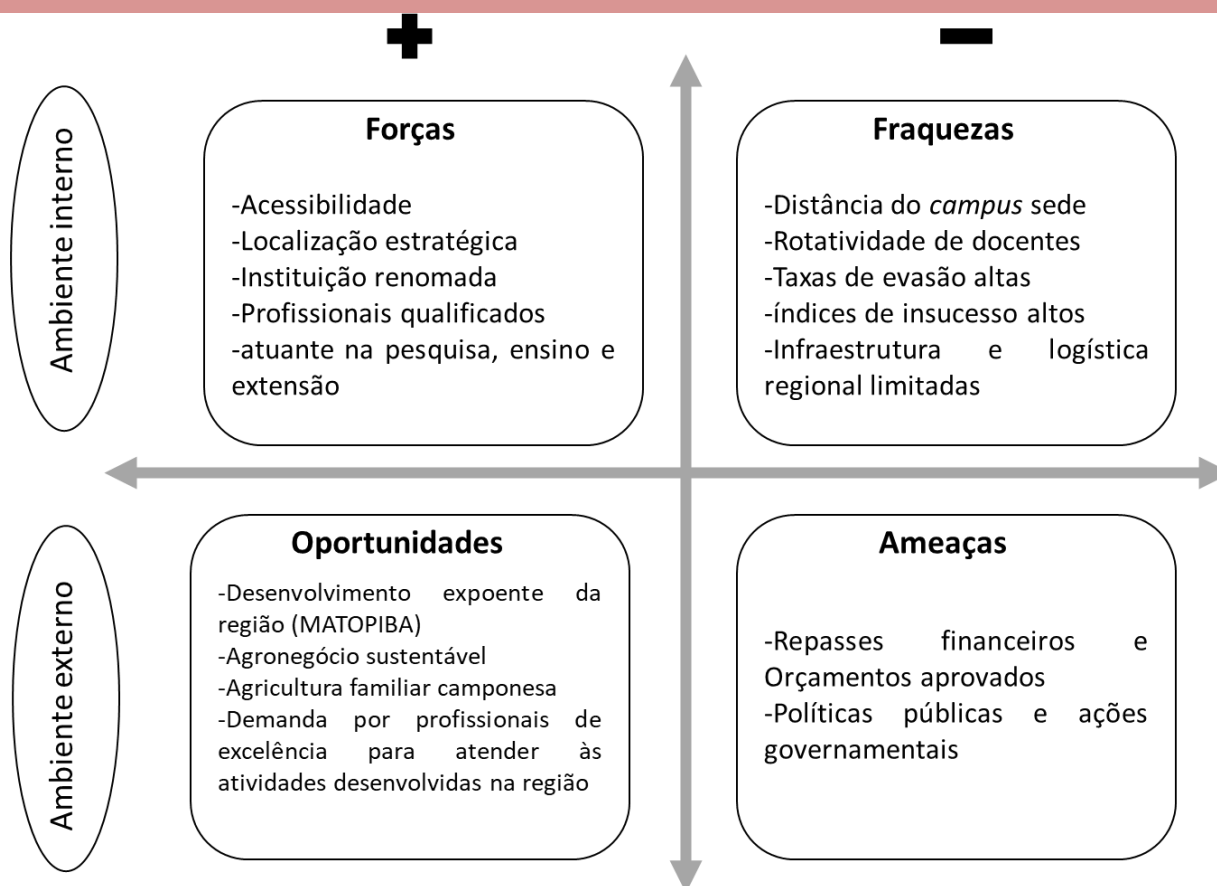 Ambiente interno
Forças
-Acessibilidade
-Localização estratégica
-Instituição renomada
-Profissionais qualificados
-atuante na pesquisa, ensino e
extensão
Fraquezas
-Distância do campus sede
-Rotatividade de docentes
-Taxas de evasão altas
-índices de insucesso altos
-Infraestrutura e logística
regional limitadas
Ambiente externo
Oportunidades
-Desenvolvimento expoente da
região (MATOPIBA)
-Agronegócio sustentável
-Agricultura familiar camponesa
-Demanda por profissionais de
excelência para atender às
atividades desenvolvidas na região
Ameaças
-Repasses financeiros e
Orçamentos aprovados
-Políticas públicas e ações
governamentais